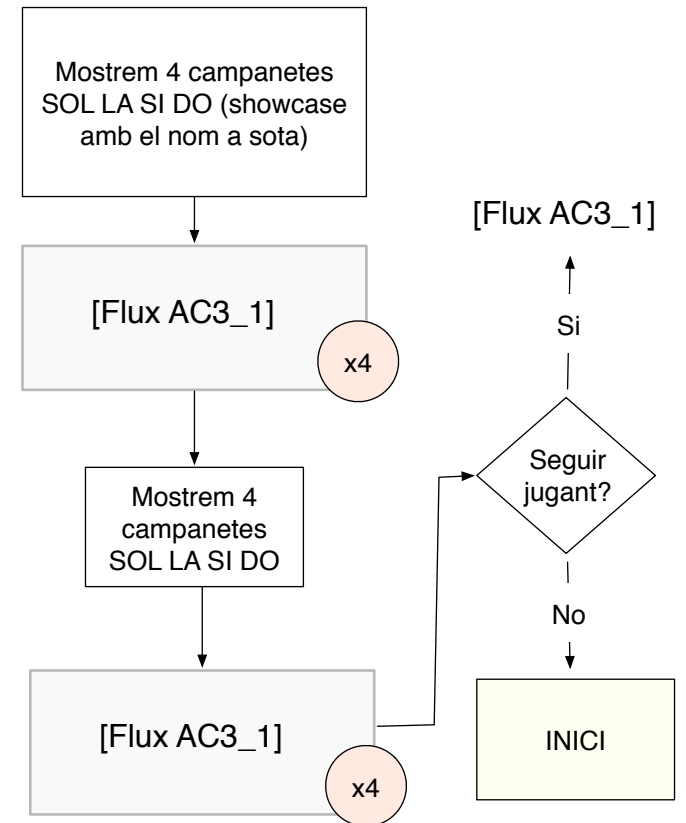 Mostrem 4 campanetes
SOL LA SI DO (showcase
amb el nom a sota)
[Flux AC3_1]
x4
Mostrem 4
campanetes
SOL LA SI DO
[Flux AC3_1]
x4
[Flux AC3_1]
Si
Seguir
jugant?
No
INICI